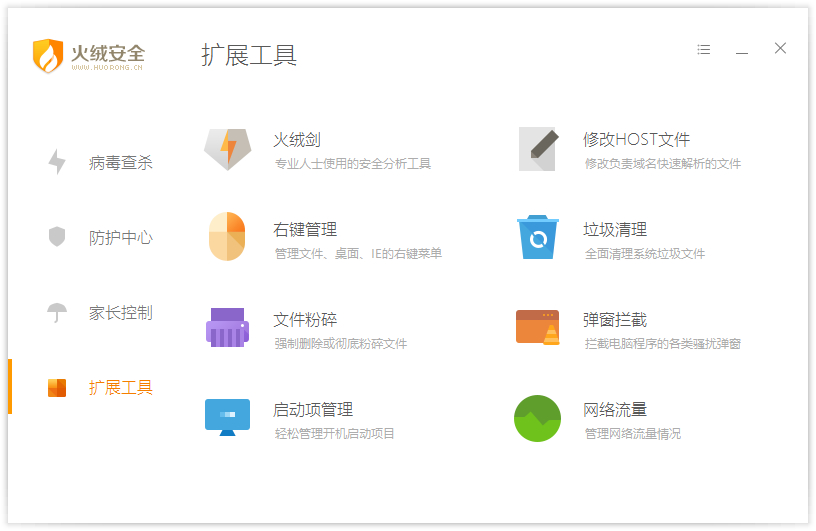 火绒安全
WWW.HUORONG.CN
扩展工具
病毒查杀
防护中心
家长控制
扩展工具
火绒剑
专业人士使用的安全分析工具
修改HOST文件
修改负责域名快速解析的文件
右键管理
管理文件、桌面、IE的右键菜单
垃圾清理
全面清理系统垃圾文件
文件粉碎
强制删除或彻底粉碎文件
弹窗拦截
拦截电脑程序的各类骚扰弹窗
启动项管理
轻松管理开机启动项目
网络流量
管理网络流量情况